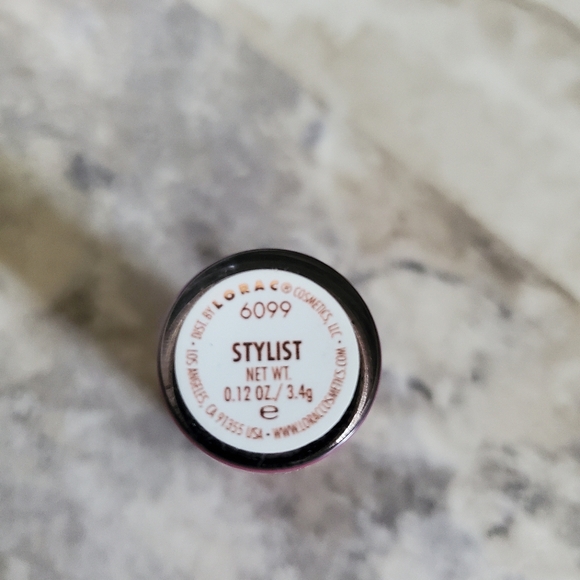 DIST. BY LORAC® COSMETICS, LLC •
6099
STYLIST
NET WT.
0.12 OZ./ 3.4g
℮
• LOS ANGELES, CA 91355 USA • WWW.LORACCOSMETICS.COM